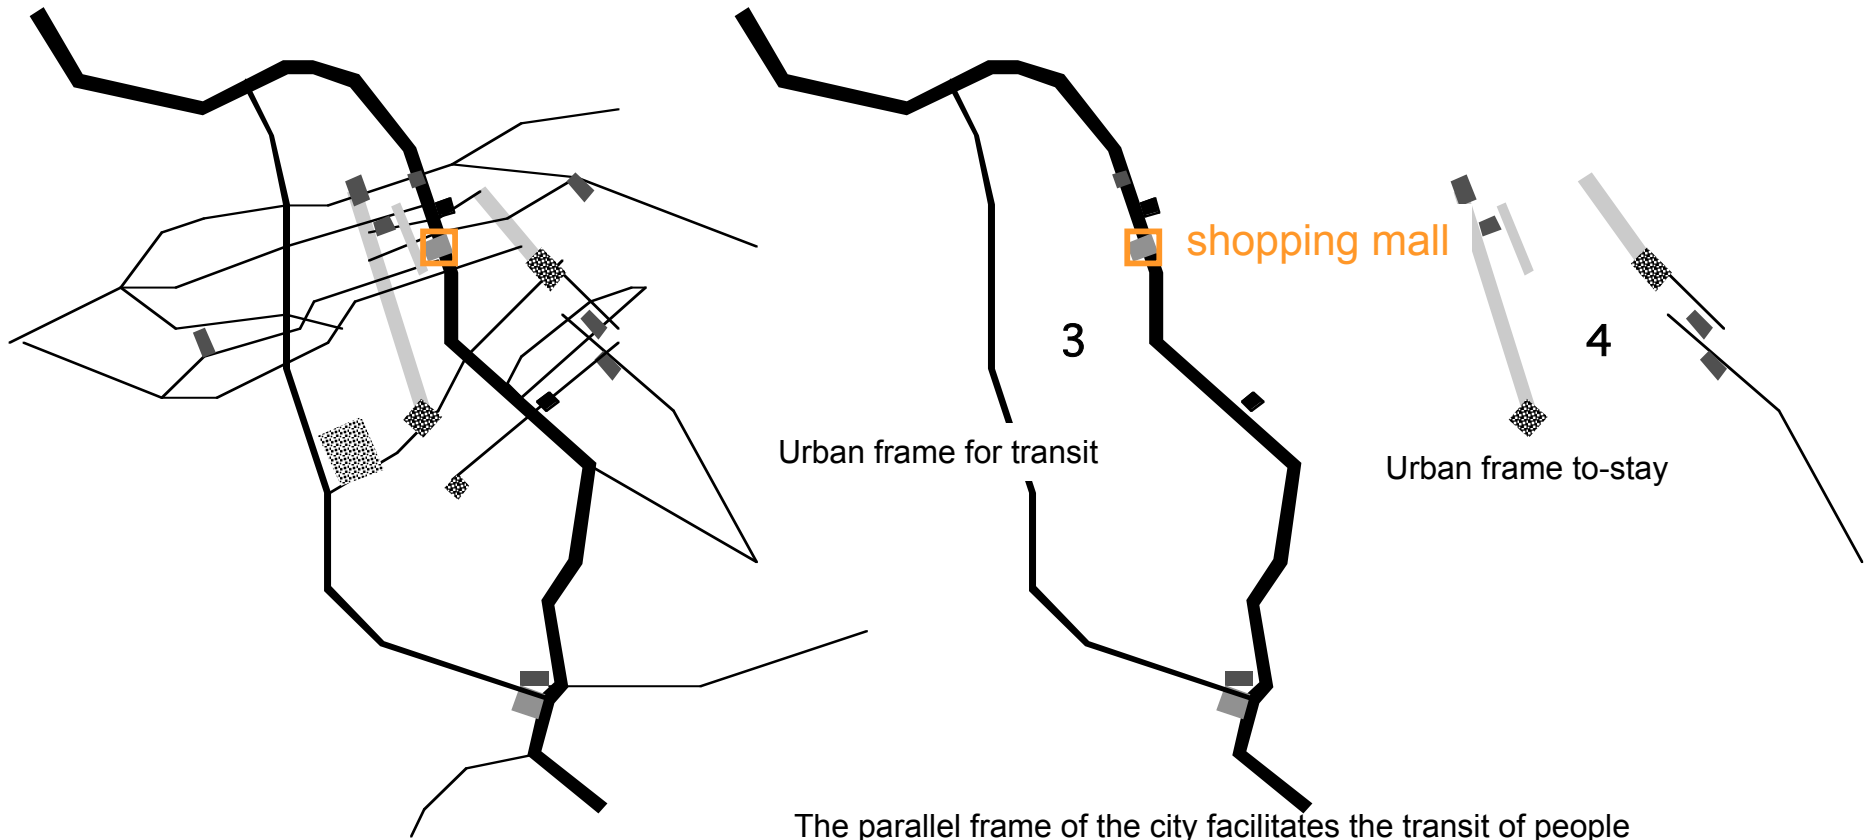 shopping mall
3
4
Urban frame for transit
Urban frame to-stay
The parallel frame of the city facilitates the transit of people